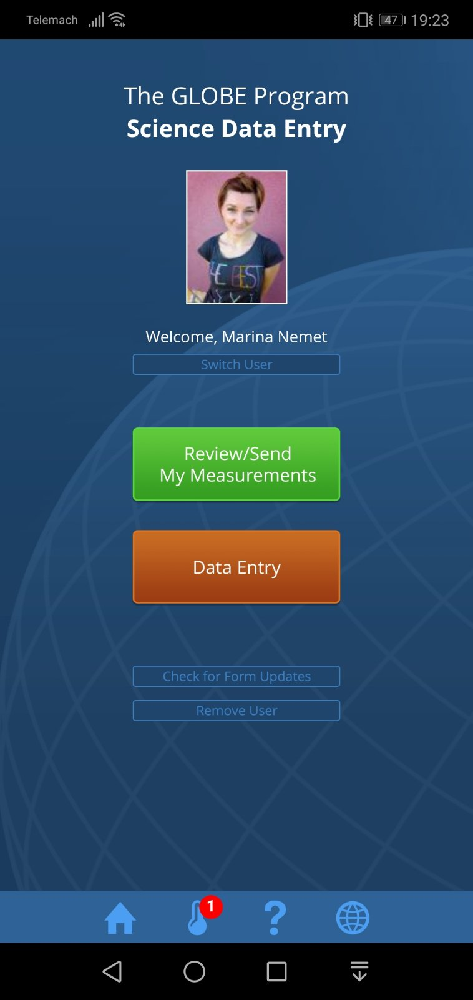 Telemach 47 19:23
The GLOBE Program
Science Data Entry
BEST
Welcome, Marina Nemet
Switch User
Review/Send
My Measurements
Data Entry
Check for Form Updates
Remove User
1
?